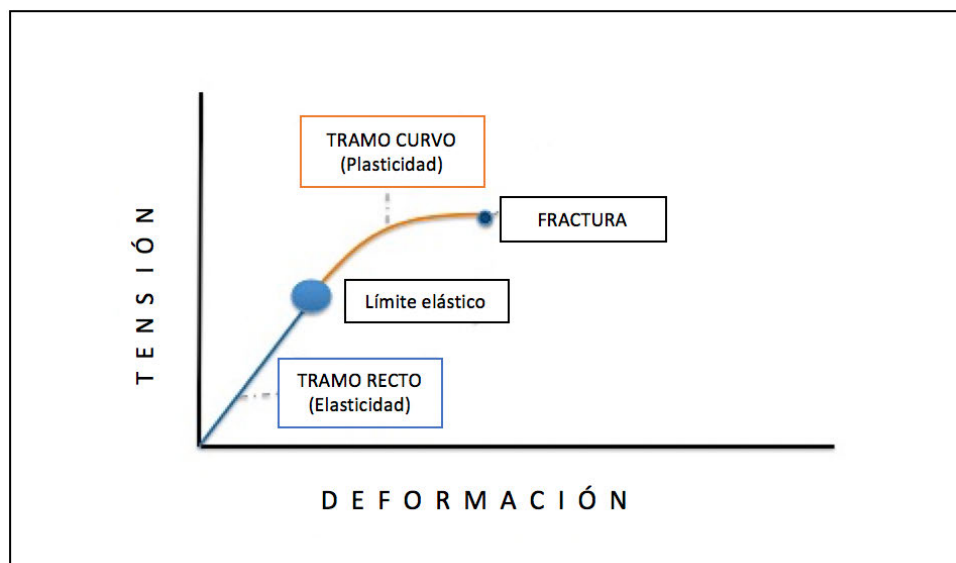 TRAMO CURVO
(Plasticidad)
FRACTURA
TENSIÓN
Límite elástico
TRAMO RECTO
(Elasticidad)
DEFORMACIÓN